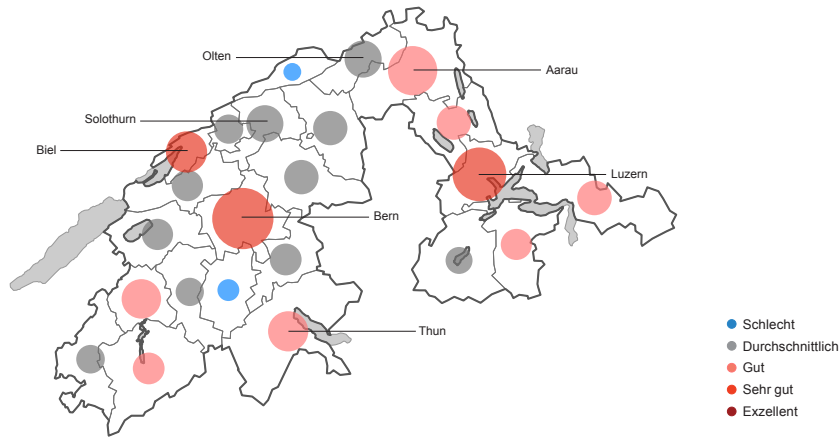 Olten
Aarau
Solothurn
Biel
Luzern
Bern
Thun
Schlecht
Durchschnittlich
Gut
Sehr gut
Exzellent